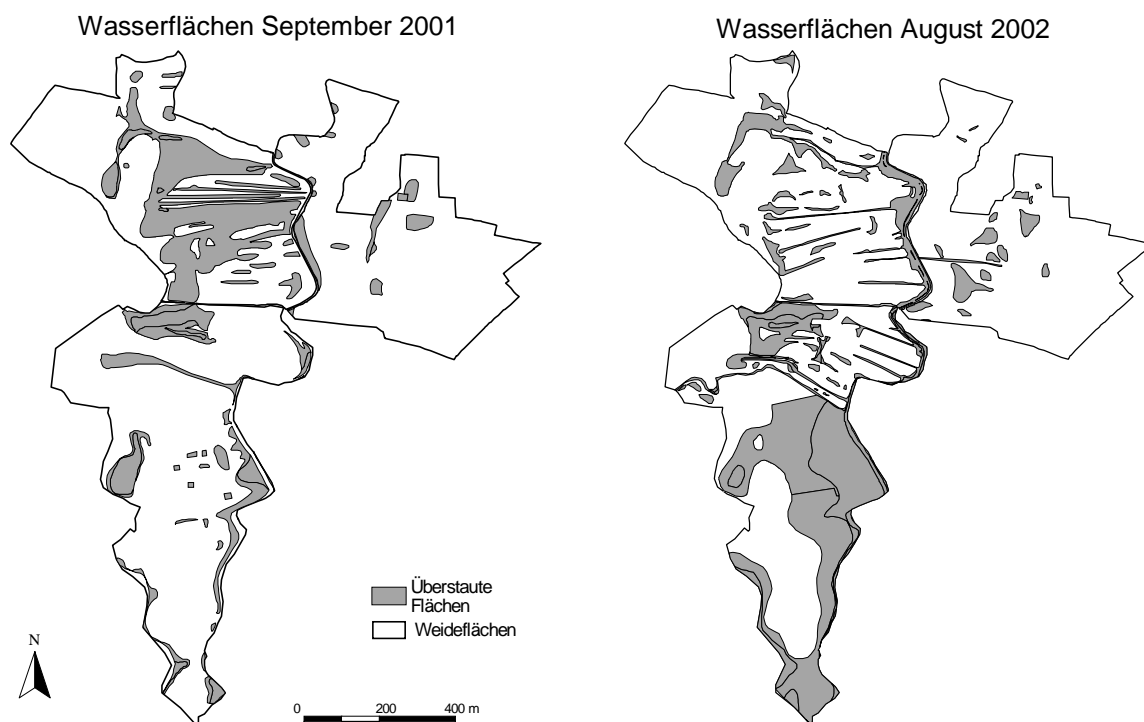 Wasserflächen September 2001
Wasserflächen August 2002
Überstaute
Flächen
Weideflächen
N
0 200 400 m